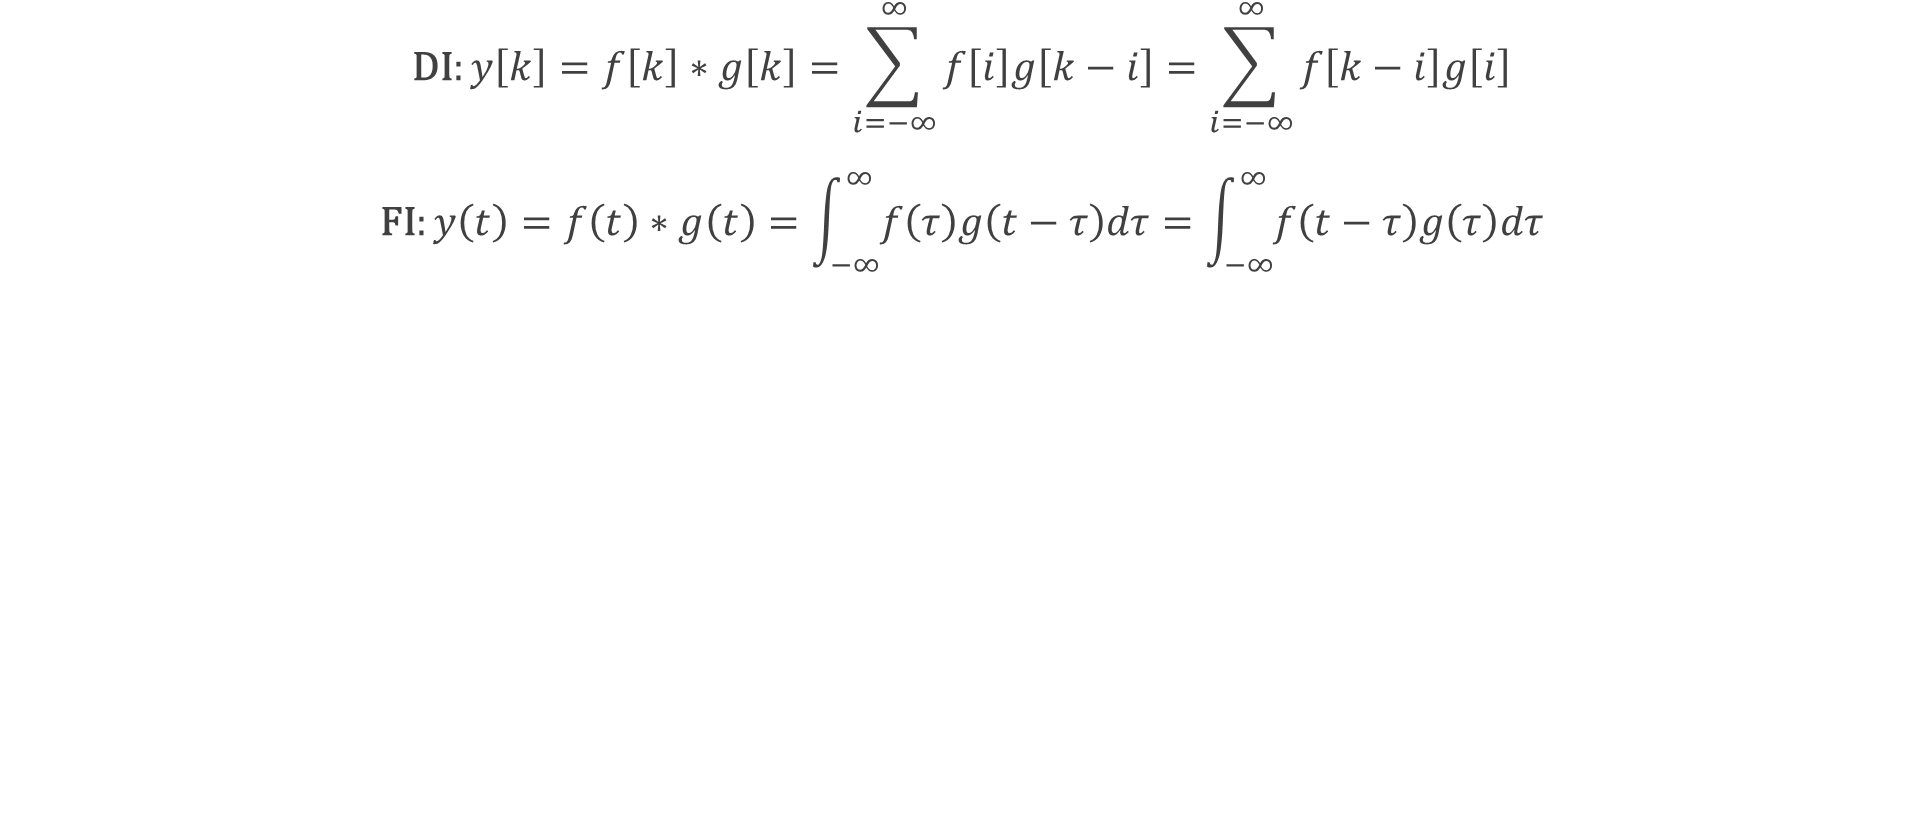 DI: y[k] = f[k] ∗ g[k] = ∑_{i=−∞}^{∞} f[i]g[k − i] = ∑_{i=−∞}^{∞} f[k − i]g[i]
FI: y(t) = f(t) ∗ g(t) = ∫_{−∞}^{∞} f(τ)g(t − τ)dτ = ∫_{−∞}^{∞} f(t − τ)g(τ)dτ